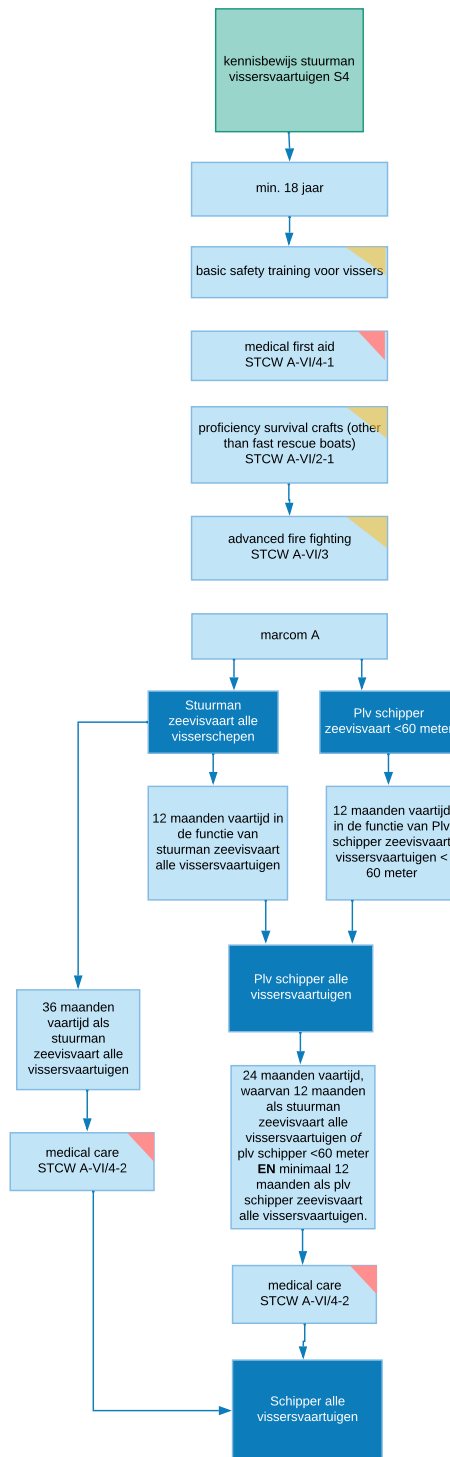 kennisbewijs stuurman
vissersvaartuigen S4
min. 18 jaar
basic safety training voor vissers
medical first aid
STCW A-VI/4-1
proficiency survival crafts (other
than fast rescue boats)
STCW A-VI/2-1
advanced fire fighting
STCW A-VI/3
marcom A
Stuurman
zeevisvaart alle
visserschepen
Plv schipper
zeevisvaart <60 meter
12 maanden vaartijd in
de functie van
stuurman zeevisvaart
alle vissersvaartuigen
12 maanden vaartijd
in de functie van Plv
schipper zeevisvaart
vissersvaartuigen <
60 meter
Plv schipper alle
vissersvaartuigen
36 maanden
vaartijd als
stuurman
zeevisvaart alle
vissersvaartuigen
24 maanden vaartijd,
waarvan 12 maanden
als stuurman
zeevisvaart alle
vissersvaartuigen of
plv schipper <60 meter
EN minimaal 12
maanden als plv
schipper zeevisvaart
alle vissersvaartuigen.
medical care
STCW A-VI/4-2
medical care
STCW A-VI/4-2
Schipper alle
vissersvaartuigen